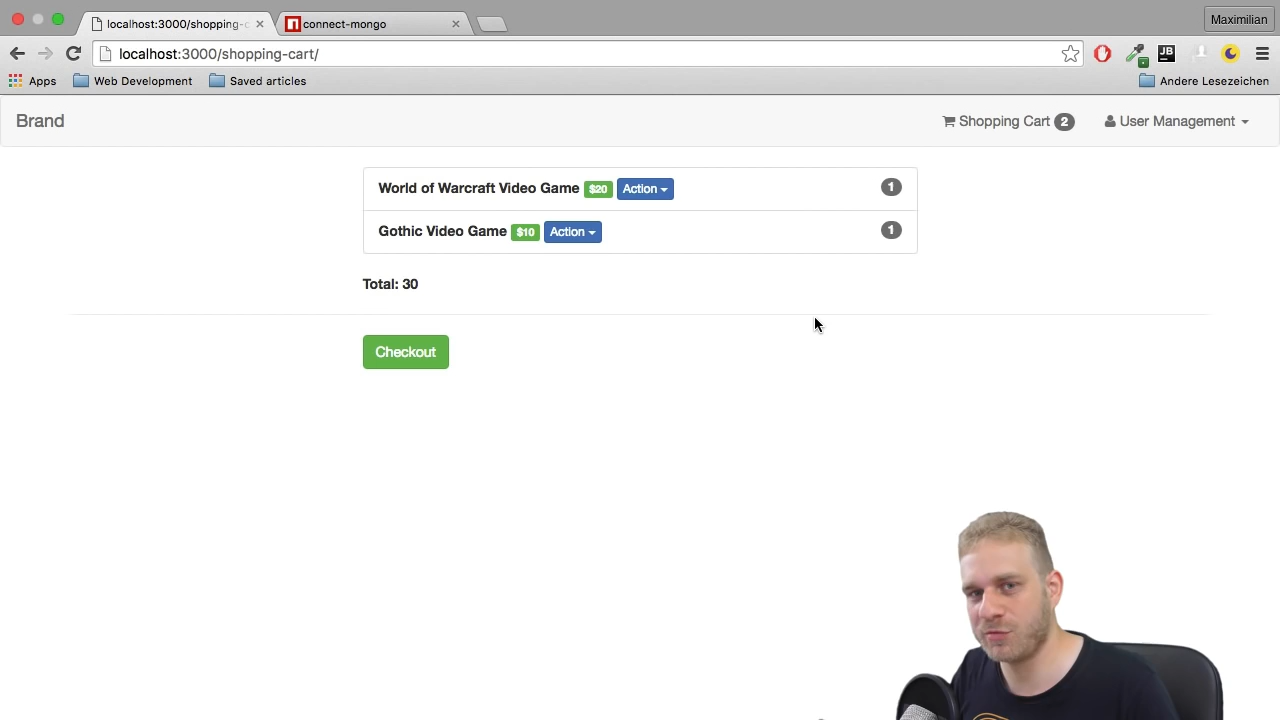 localhost:3000/shopping-c
connect-mongo
Maximilian
localhost:3000/shopping-cart/
JB
Apps
Web Development
Saved articles
Andere Lesezeichen
Brand
Shopping Cart 2
User Management
World of Warcraft Video Game $20 Action 1
Gothic Video Game $10 Action 1
Total: 30
Checkout